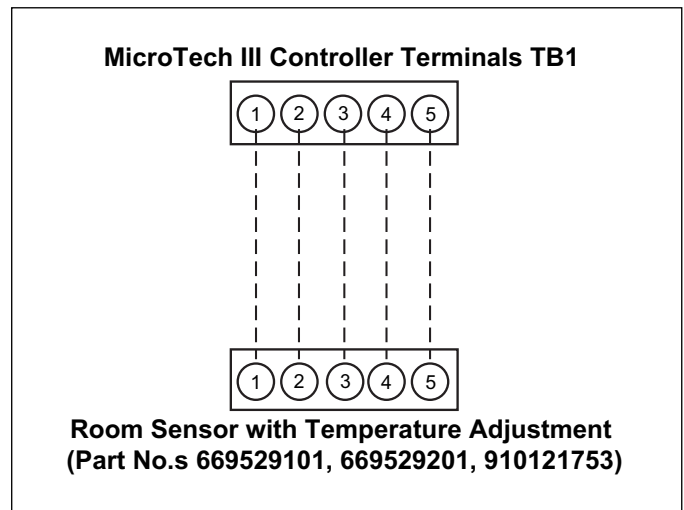 MicroTech III Controller Terminals TB1
1 2 3 4 5
1 2 3 4 5
Room Sensor with Temperature Adjustment
(Part No.s 669529101, 669529201, 910121753)